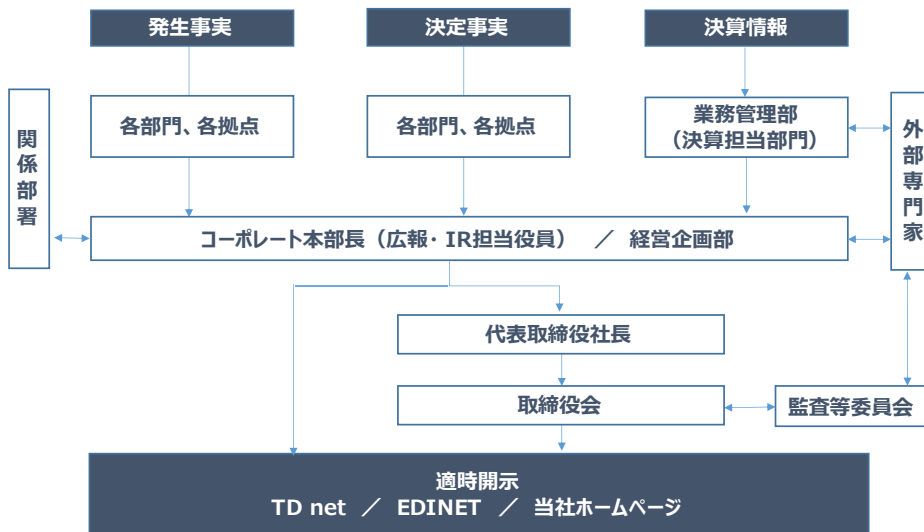 発生事実
決定事実
決算情報
関係部署
各部門、各拠点
各部門、各拠点
業務管理部
（決算担当部門）
外部専門家
コーポレート本部長（広報・IR担当役員） ／ 経営企画部
代表取締役社長
取締役会
監査等委員会
適時開示
TD net ／ EDINET ／ 当社ホームページ